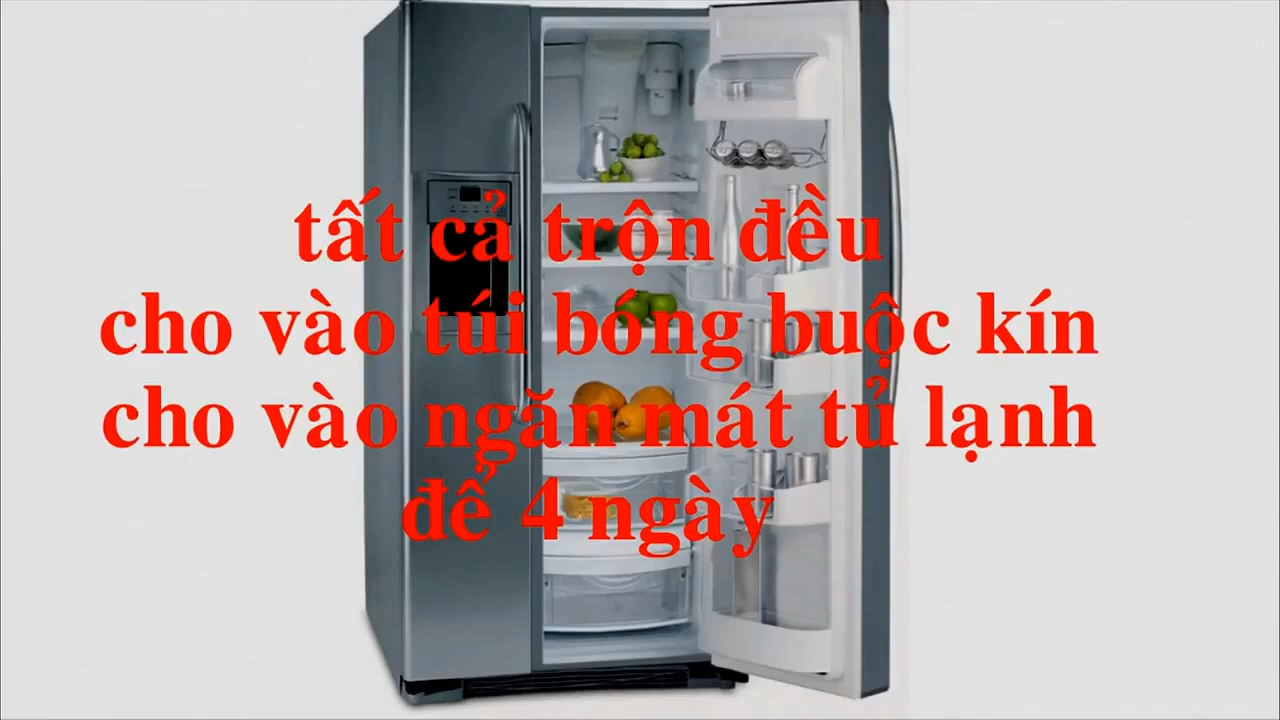 tất cả trộn đều
cho vào túi bóng buộc kín
cho vào ngăn mát tủ lạnh
để 4 ngày